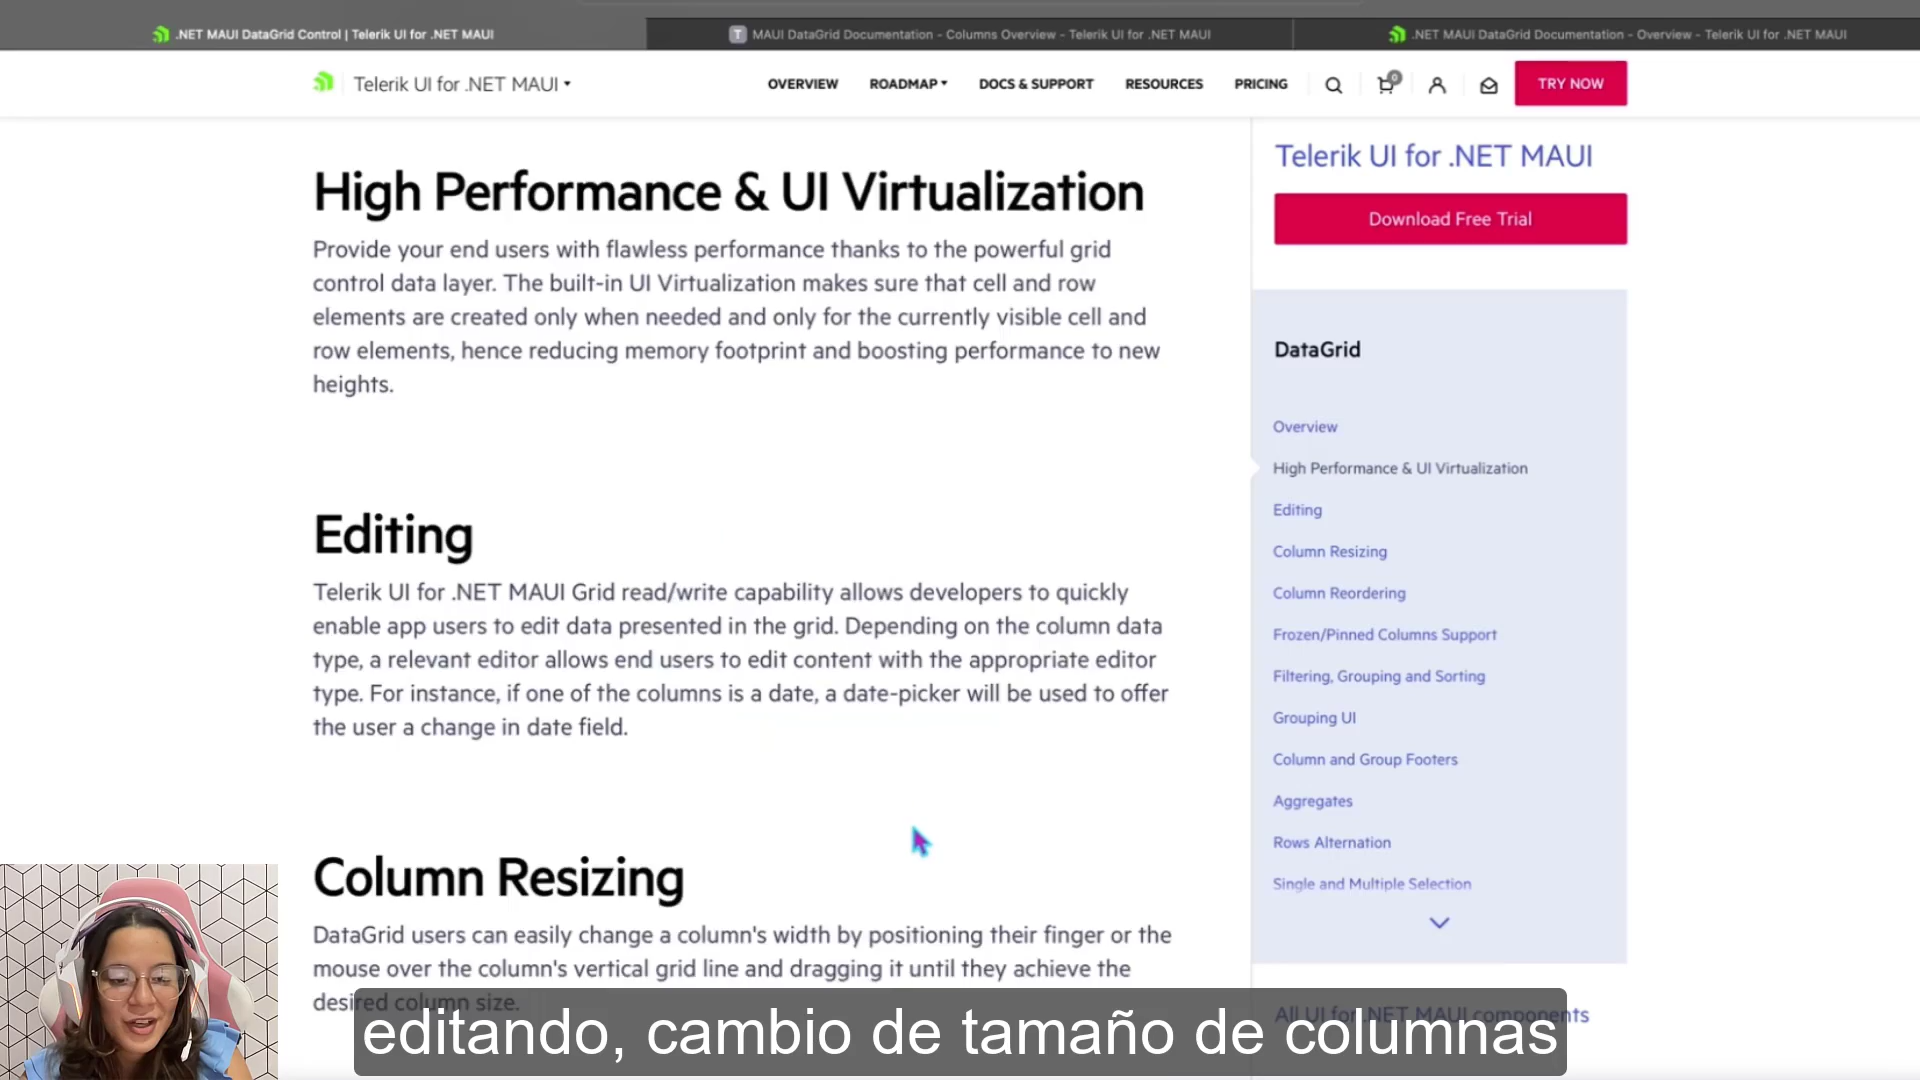 .NET MAUI DataGrid Control | Telerik UI for .NET MAUI
T MAUI DataGrid Documentation - Columns Overview - Telerik UI for .NET MAUI
.NET MAUI DataGrid Documentation - Overview - Telerik UI for .NET MAUI
Telerik UI for .NET MAUI
OVERVIEW
ROADMAP
DOCS & SUPPORT
RESOURCES
PRICING
0
TRY NOW
High Performance & UI Virtualization
Provide your end users with flawless performance thanks to the powerful grid
control data layer. The built-in UI Virtualization makes sure that cell and row
elements are created only when needed and only for the currently visible cell and
row elements, hence reducing memory footprint and boosting performance to new
heights.
Editing
Telerik UI for .NET MAUI Grid read/write capability allows developers to quickly
enable app users to edit data presented in the grid. Depending on the column data
type, a relevant editor allows end users to edit content with the appropriate editor
type. For instance, if one of the columns is a date, a date-picker will be used to offer
the user a change in date field.
Column Resizing
DataGrid users can easily change a column's width by positioning their finger or the
mouse over the column's vertical grid line and dragging it until they achieve the
desired column size.
Telerik UI for .NET MAUI
Download Free Trial
DataGrid
Overview
High Performance & UI Virtualization
Editing
Column Resizing
Column Reordering
Frozen/Pinned Columns Support
Filtering, Grouping and Sorting
Grouping UI
Column and Group Footers
Aggregates
Rows Alternation
Single and Multiple Selection
All UI for .NET MAUI components
editando, cambio de tamaño de columnas